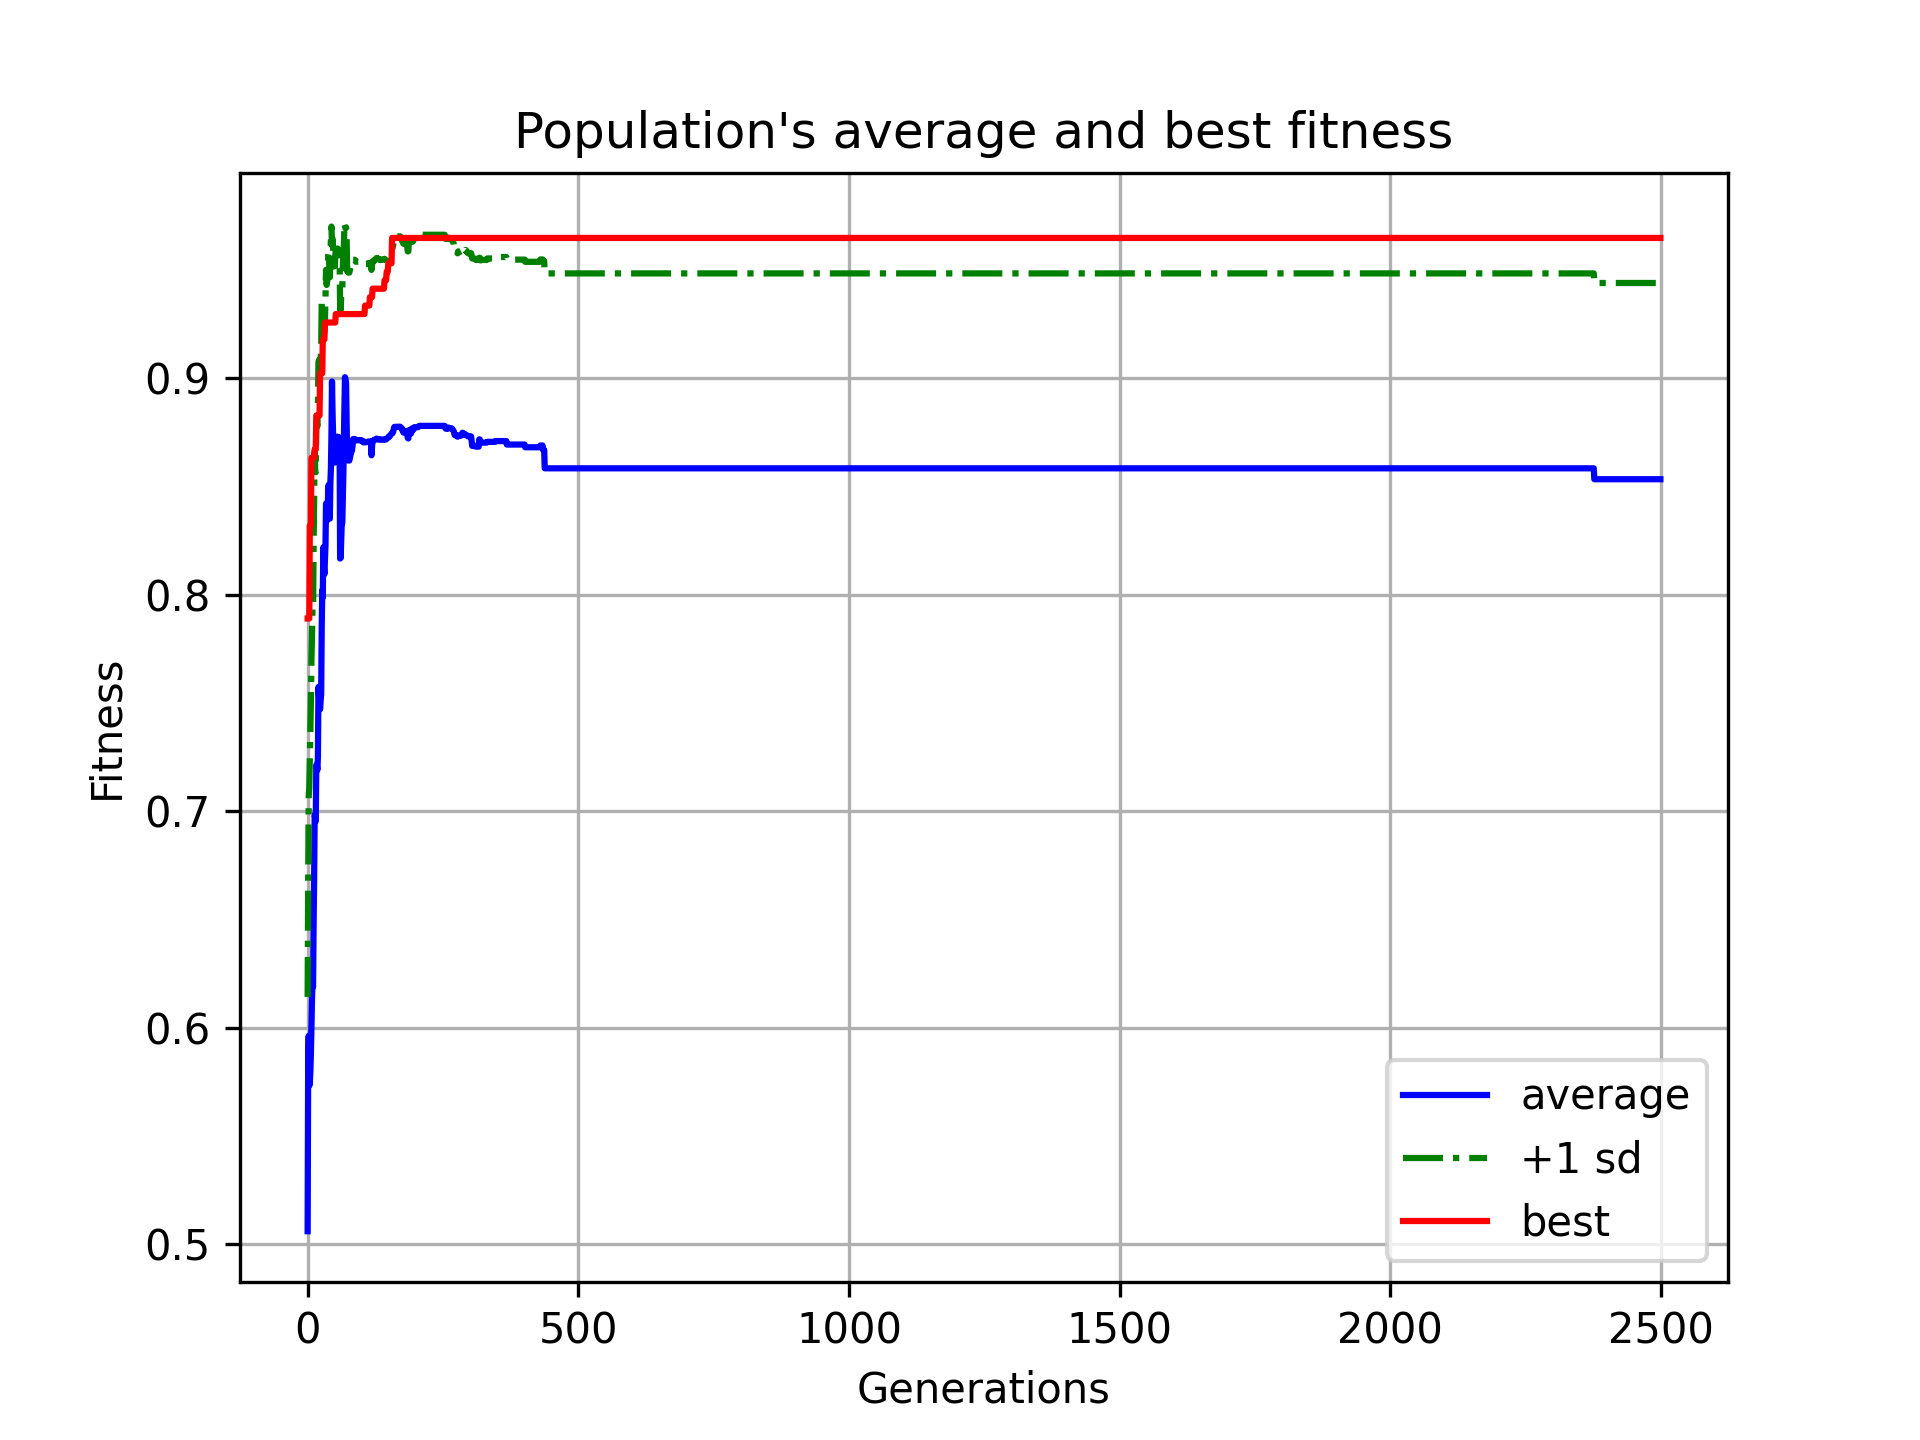 Population's average and best fitness
Fitness
0.9
0.8
0.7
0.6
0.5
average
+1 sd
best
0 500 1000 1500 2000 2500
Generations